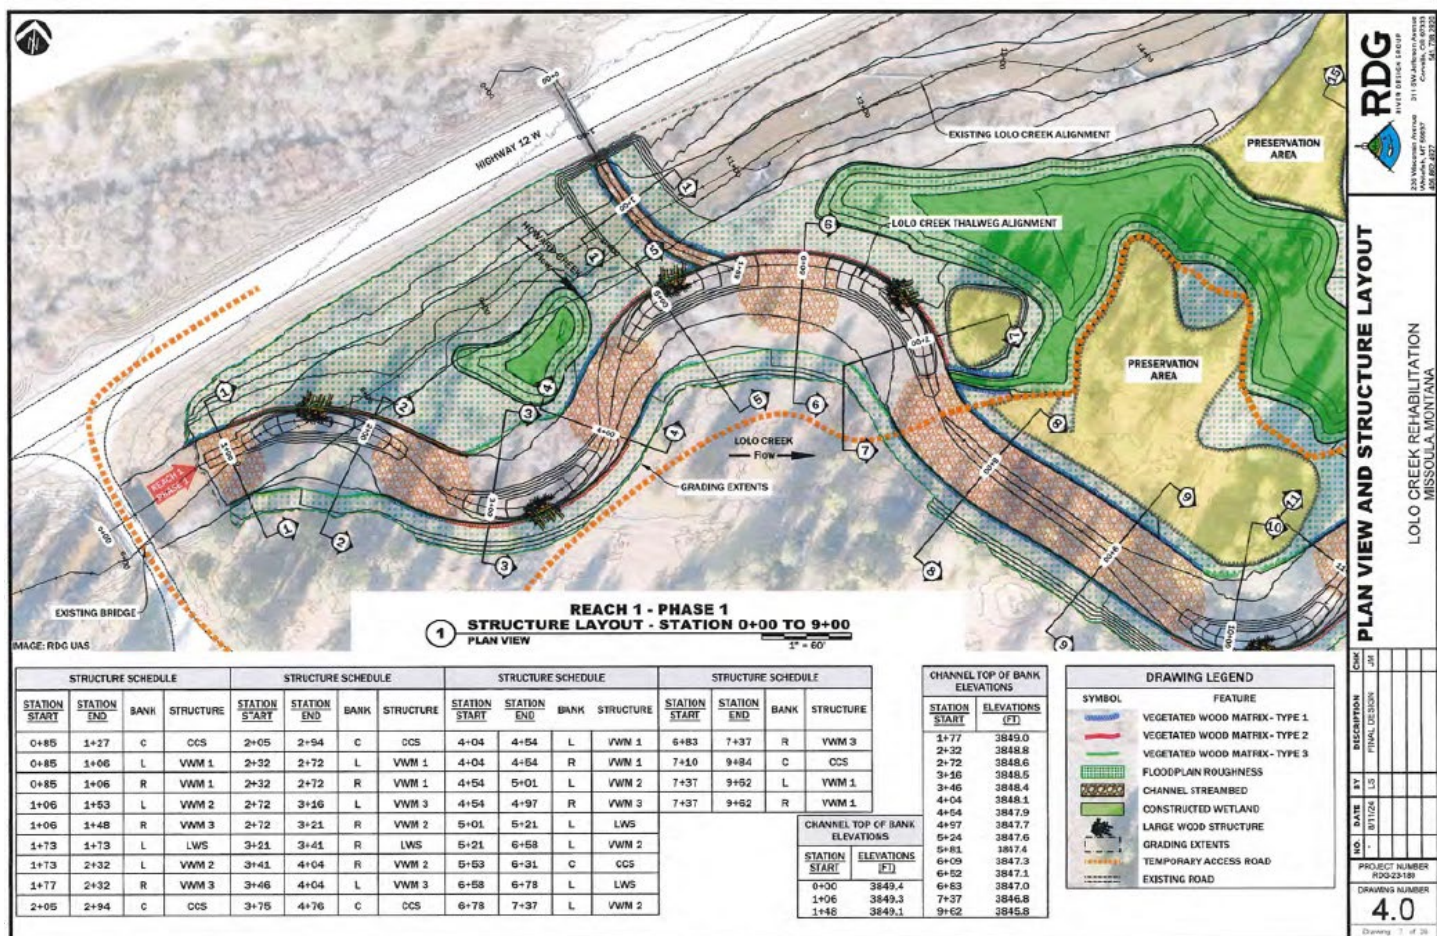 HIGHWAY 12 W
EXISTING LOLO CREEK ALIGNMENT
PRESERVATION
AREA
LOLO CREEK THALWEG ALIGNMENT
PRESERVATION
AREA
LOLO CREEK
Flow
GRADING EXTENTS
REACH 1
PHASE 1
EXISTING BRIDGE
IMAGE: RDG UAS
REACH 1 - PHASE 1
1 STRUCTURE LAYOUT - STATION 0+00 TO 9+00
PLAN VIEW
1" = 60'
STRUCTURE SCHEDULE STRUCTURE SCHEDULE STRUCTURE SCHEDULE STRUCTURE SCHEDULE
STATION START STATION END BANK STRUCTURE STATION START STATION END BANK STRUCTURE STATION START STATION END BANK STRUCTURE STATION START STATION END BANK STRUCTURE
0+85 1+27 C CCS 2+05 2+94 C CCS 4+04 4+54 L VWM 1 6+83 7+37 R VWM 3
0+85 1+06 L VWM 1 2+32 2+72 L VWM 1 4+04 4+54 R VWM 1 7+10 9+84 C CCS
0+85 1+06 R VWM 1 2+32 2+72 R VWM 1 4+54 5+01 L VWM 2 7+37 9+62 L VWM 1
1+06 1+53 L VWM 2 2+72 3+16 L VWM 3 4+54 4+97 R VWM 3 7+37 9+62 R VWM 1
1+06 1+48 R VWM 3 2+72 3+21 R VWM 2 5+01 5+21 L LWS
1+73 1+73 L LWS 3+21 3+41 R LWS 5+21 6+58 L VWM 2
1+73 2+32 L VWM 2 3+41 4+04 R VWM 2 5+53 6+31 C CCS
1+77 2+32 R VWM 3 3+46 4+04 L VWM 3 6+58 6+78 L LWS
2+05 2+94 C CCS 3+75 4+76 C CCS 6+78 7+37 L VWM 2
CHANNEL TOP OF BANK
ELEVATIONS
STATION START ELEVATIONS (FT)
0+00 3849.4
1+06 3849.3
1+48 3849.1
CHANNEL TOP OF BANK
ELEVATIONS
STATION START ELEVATIONS (FT)
1+77 3849.0
2+32 3848.8
2+72 3848.6
3+16 3848.5
3+46 3848.4
4+04 3848.1
4+54 3847.9
4+97 3847.7
5+24 3847.6
5+81 3847.4
6+09 3847.3
6+52 3847.1
6+83 3847.0
7+37 3846.8
9+62 3845.8
DRAWING LEGEND
SYMBOL FEATURE
VEGETATED WOOD MATRIX - TYPE 1
VEGETATED WOOD MATRIX - TYPE 2
VEGETATED WOOD MATRIX - TYPE 3
FLOODPLAIN ROUGHNESS
CHANNEL STREAMBED
CONSTRUCTED WETLAND
LARGE WOOD STRUCTURE
GRADING EXTENTS
TEMPORARY ACCESS ROAD
EXISTING ROAD
RDG
RIVER DESIGN GROUP
PLAN VIEW AND STRUCTURE LAYOUT
LOLO CREEK REHABILITATION
MISSOULA, MONTANA
NO. DATE BY DESCRIPTION CHK
8/11/24 LS FINAL DESIGN JM
PROJECT NUMBER
DRAWING NUMBER
4.0